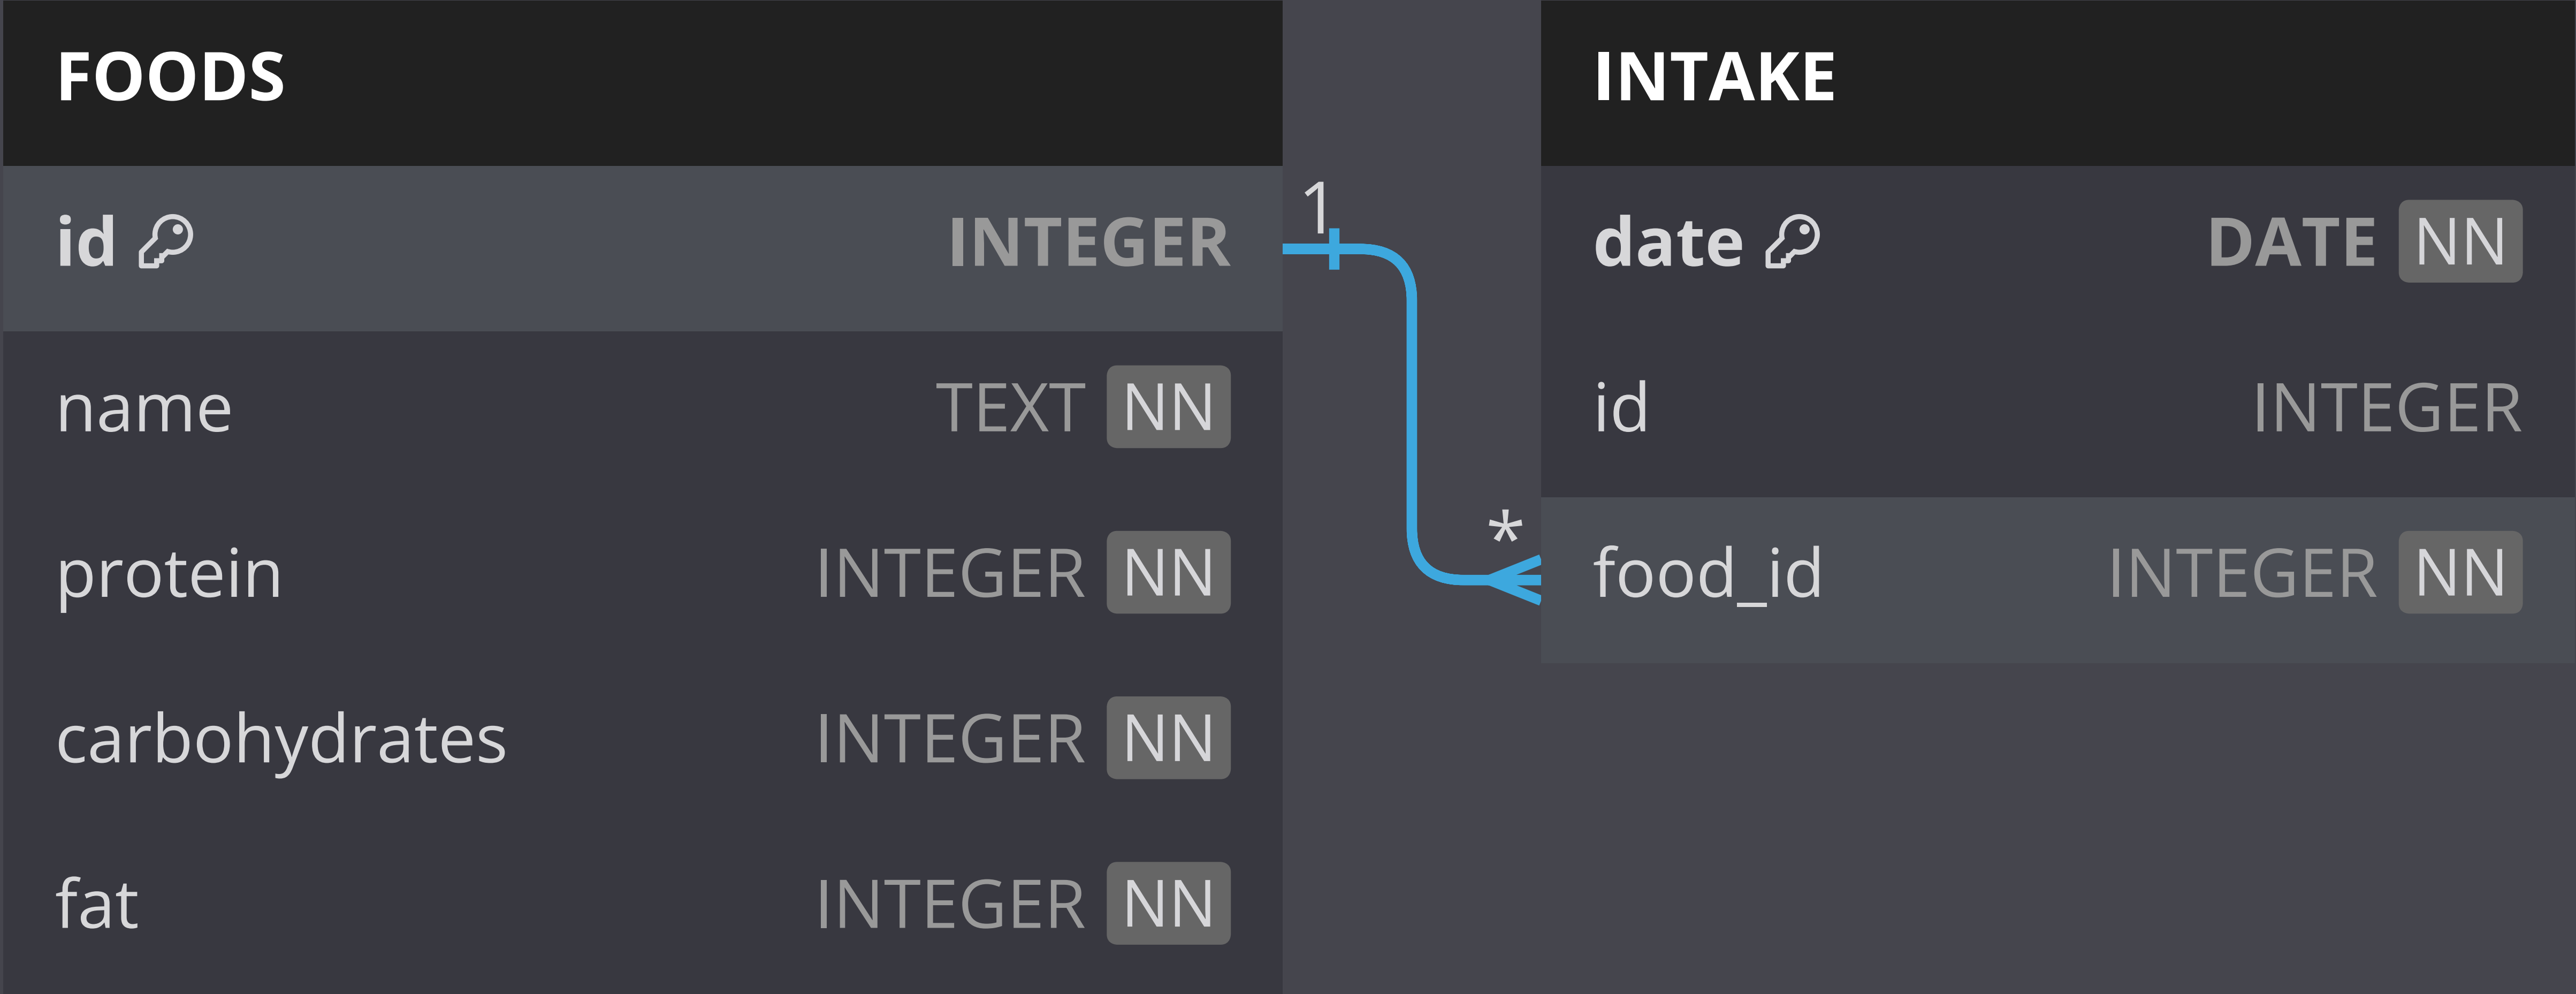 FOODS
id INTEGER
name TEXT NN
protein INTEGER NN
carbohydrates INTEGER NN
fat INTEGER NN
1
*
INTAKE
date DATE NN
id INTEGER
food_id INTEGER NN